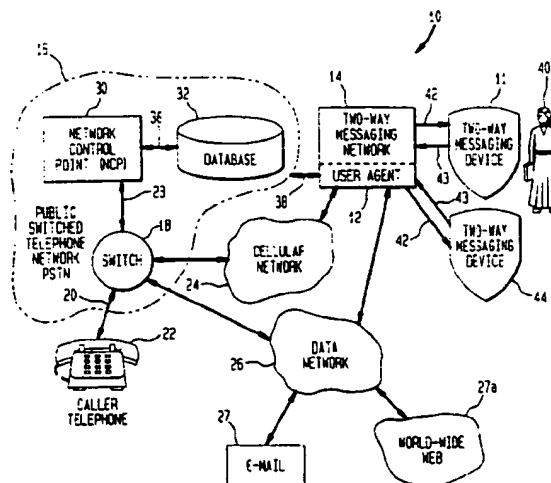 10
16
30
32
14
42
11
40
NETWORK
CONTROL
POINT (NCP)
36
DATABASE
TWO-WAY
MESSAGING
NETWORK
USER AGENT
TWO-WAY
MESSAGING
DEVICE
43
23
38
12
43
42
PUBLIC
SWITCHED
TELEPHONE
NETWORK
PSTN
18
SWITCH
CELLULAR
NETWORK
24
TWO-WAY
MESSAGING
DEVICE
44
20
22
CALLER
TELEPHONE
26
DATA
NETWORK
27
E-MAIL
27a
WORLD-WIDE
WEB